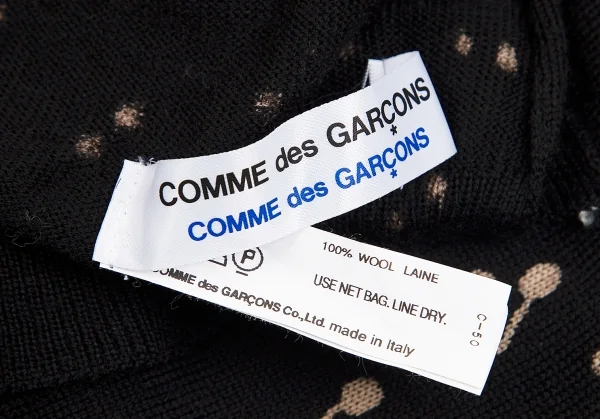 COMME des GARÇONS
COMME des GARÇONS
P
100% WOOL LAINE
USE NET BAG. LINE DRY.
COMME des GARÇONS Co.,Ltd. made in Italy
C-50